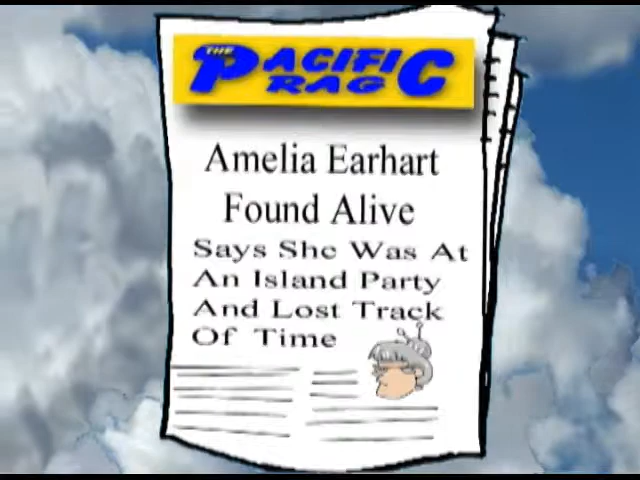 THE PACIFIC
RAG
Amelia Earhart
Found Alive
Says She Was At
An Island Party
And Lost Track
Of Time